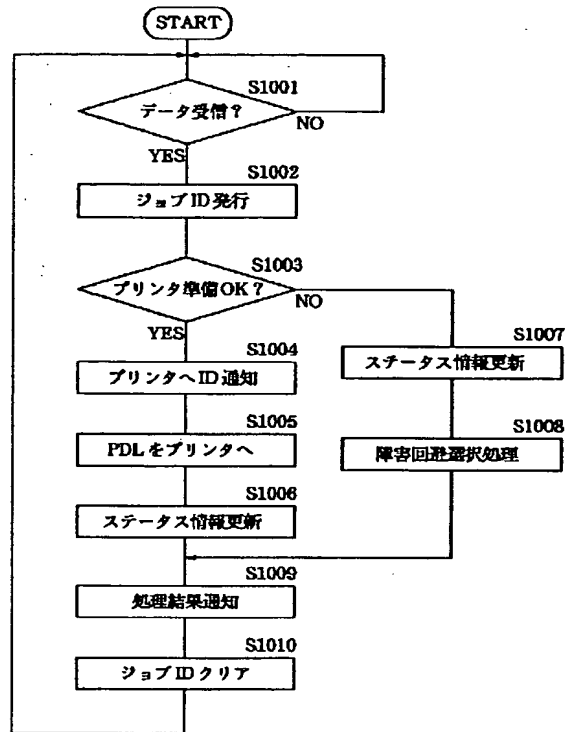 START
S1001
データ受信？
NO
YES
S1002
ジョブID発行
S1003
プリンタ準備OK？
NO
YES
S1004
プリンタへID通知
S1007
ステータス情報更新
S1005
PDLをプリンタへ
S1008
障害回避選択処理
S1006
ステータス情報更新
S1009
処理結果通知
S1010
ジョブIDクリア